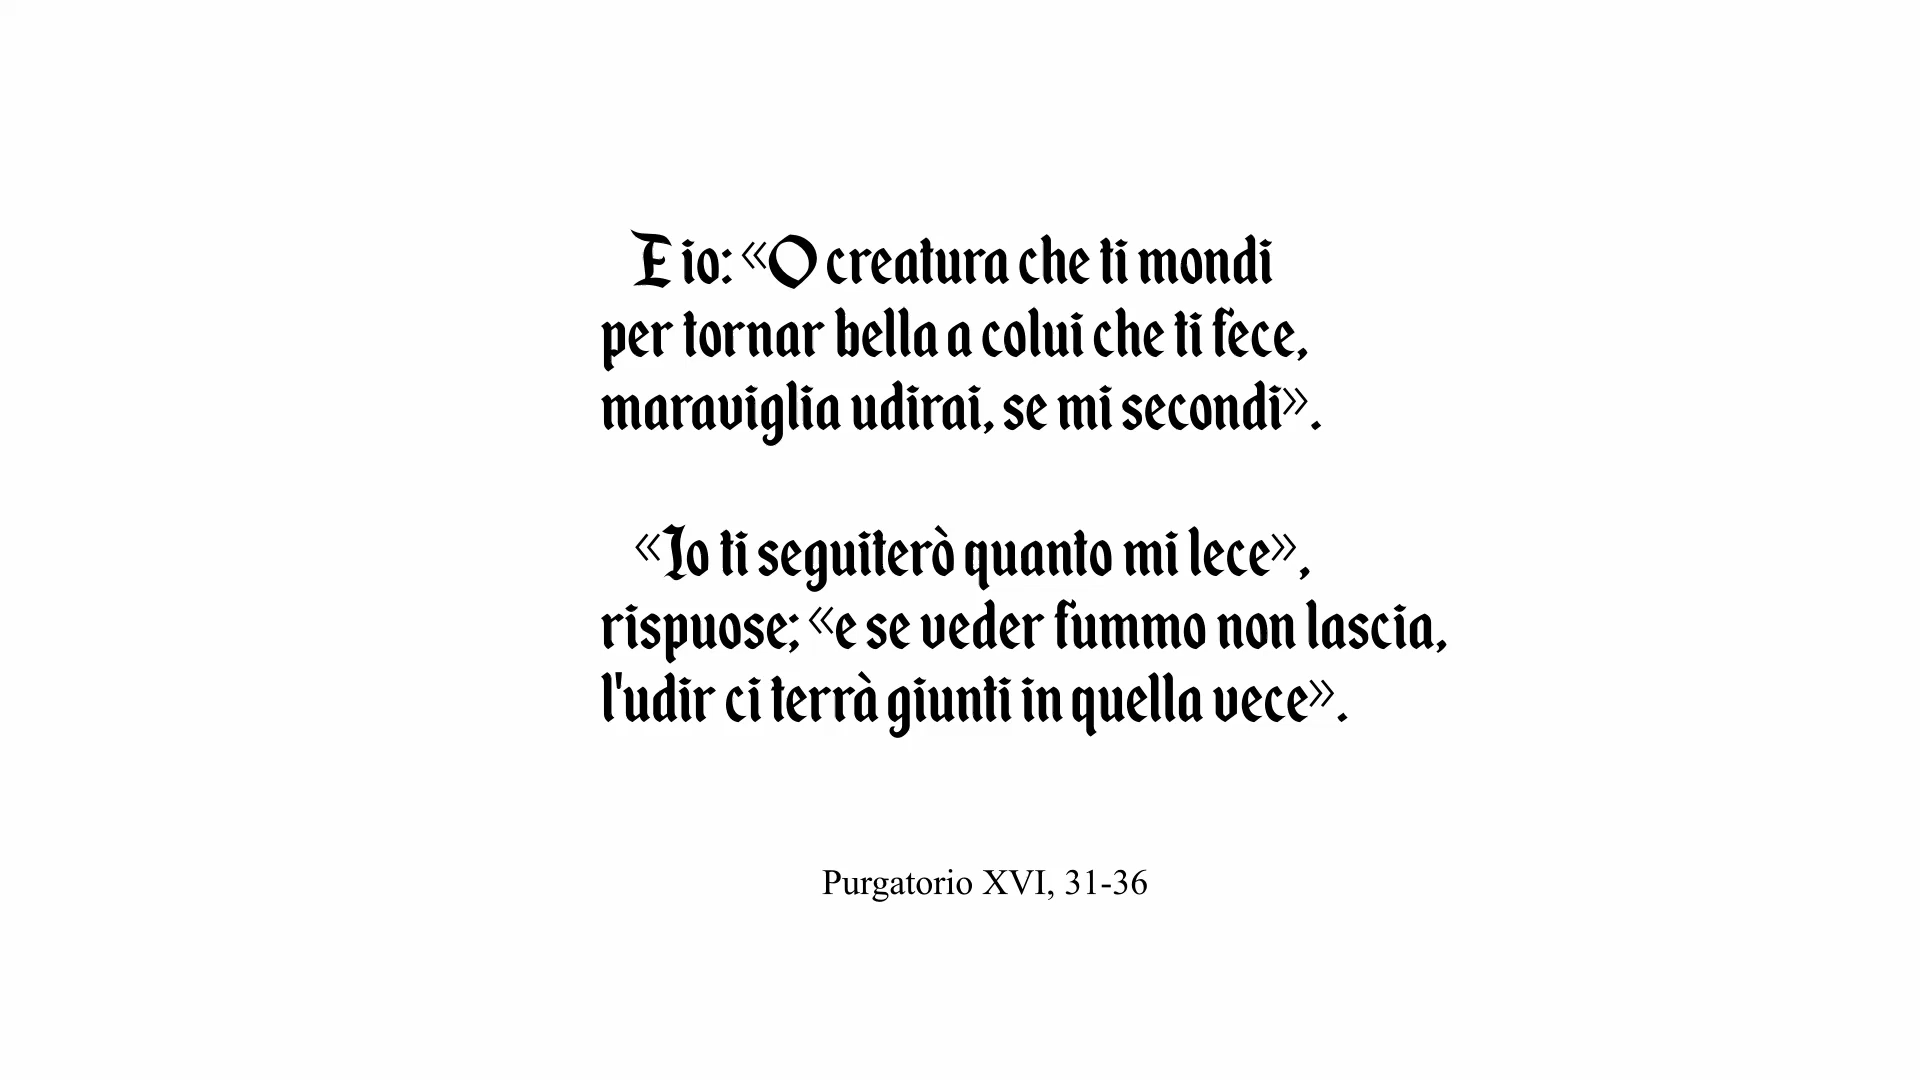 E io: «O creatura che ti mondi
per tornar bella a colui che ti fece,
maraviglia udirai, se mi secondi».
«Io ti seguiterò quanto mi lece»,
rispuose; «e se veder fummo non lascia,
l'udir ci terrà giunti in quella vece».
Purgatorio XVI, 31-36